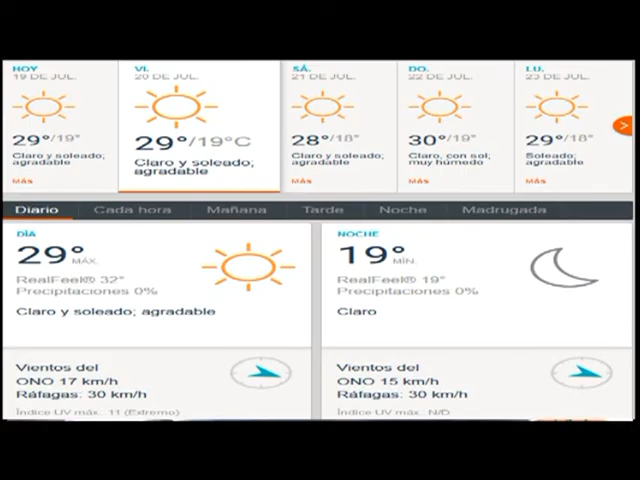 HOY
19 DE JUL.
29°/19°
Claro y soleado;
agradable
MÁS
VI.
20 DE JUL.
29°/19°C
Claro y soleado;
agradable
SÁ.
21 DE JUL.
28°/18°
Claro y soleado;
agradable
MÁS
DO.
22 DE JUL.
30°/19°
Claro, con sol;
muy húmedo
MÁS
LU.
23 DE JUL.
29°/18°
Soleado;
agradable
MÁS
>
Diario Cada hora Mañana Tarde Noche Madrugada
DÍA
29° MÁX.
RealFeel® 32°
Precipitaciones 0%
Claro y soleado; agradable
Vientos del
ONO 17 km/h
Ráfagas: 30 km/h
Índice UV máx.: 11 (Extremo)
NOCHE
19° MÍN.
RealFeel® 19°
Precipitaciones 0%
Claro
Vientos del
ONO 15 km/h
Ráfagas: 30 km/h
Índice UV máx.: N/D